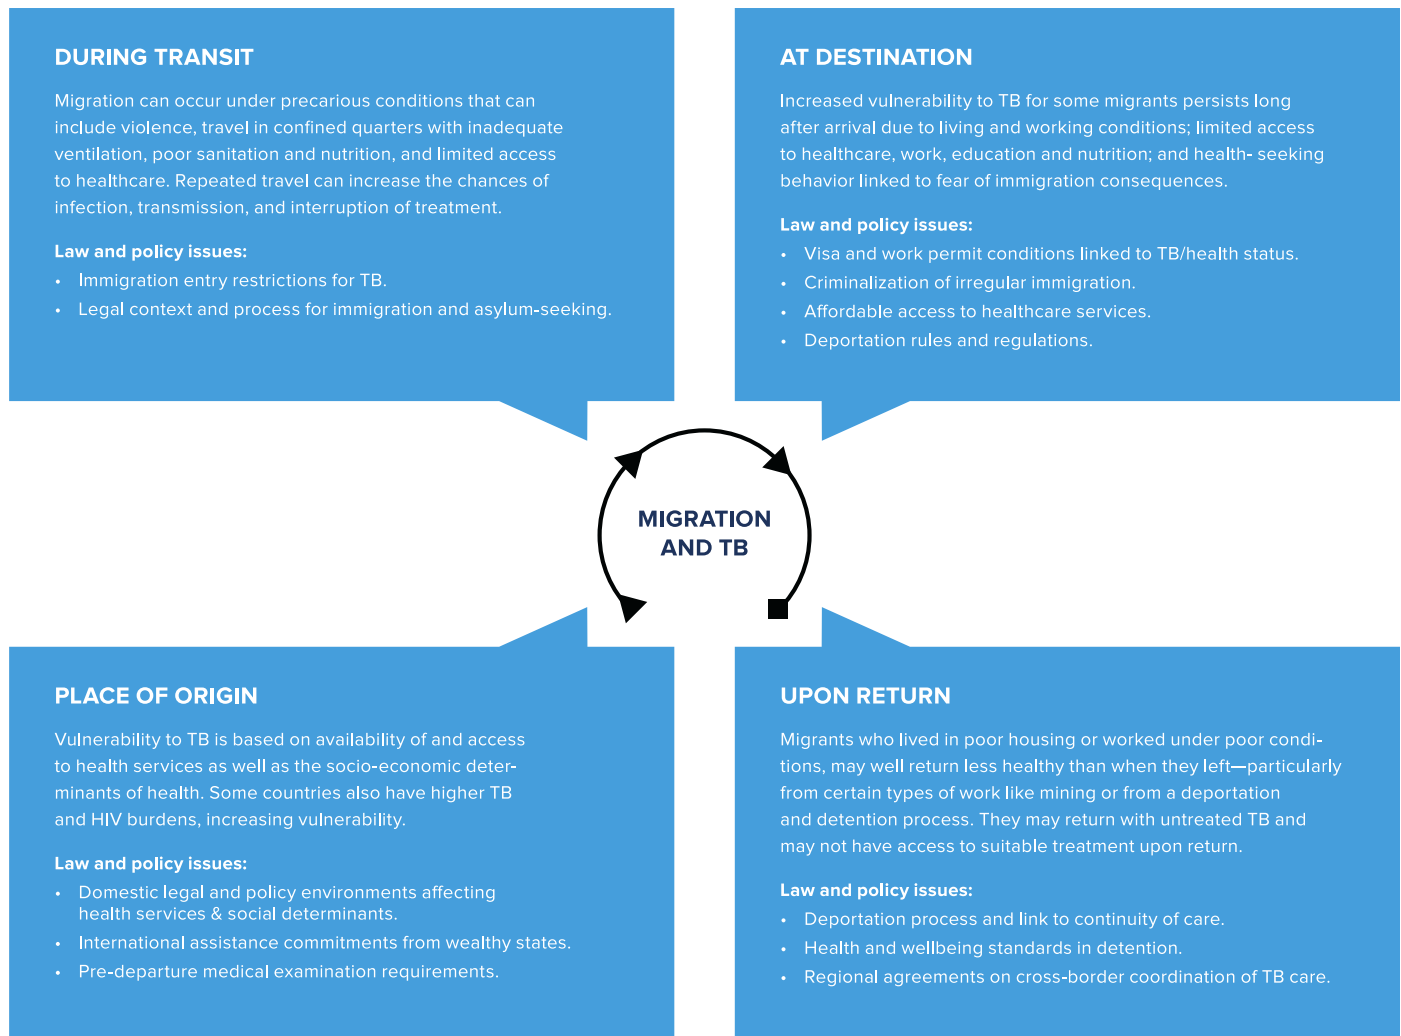 DURING TRANSIT
Migration can occur under precarious conditions that can
include violence, travel in confined quarters with inadequate
ventilation, poor sanitation and nutrition, and limited access
to healthcare. Repeated travel can increase the chances of
infection, transmission, and interruption of treatment.
Law and policy issues:
• Immigration entry restrictions for TB.
• Legal context and process for immigration and asylum-seeking.
AT DESTINATION
Increased vulnerability to TB for some migrants persists long
after arrival due to living and working conditions; limited access
to healthcare, work, education and nutrition; and health- seeking
behavior linked to fear of immigration consequences.
Law and policy issues:
• Visa and work permit conditions linked to TB/health status.
• Criminalization of irregular immigration.
• Affordable access to healthcare services.
• Deportation rules and regulations.
MIGRATION
AND TB
PLACE OF ORIGIN
Vulnerability to TB is based on availability of and access
to health services as well as the socio-economic deter-
minants of health. Some countries also have higher TB
and HIV burdens, increasing vulnerability.
Law and policy issues:
• Domestic legal and policy environments affecting
health services & social determinants.
• International assistance commitments from wealthy states.
• Pre-departure medical examination requirements.
UPON RETURN
Migrants who lived in poor housing or worked under poor condi-
tions, may well return less healthy than when they left—particularly
from certain types of work like mining or from a deportation
and detention process. They may return with untreated TB and
may not have access to suitable treatment upon return.
Law and policy issues:
• Deportation process and link to continuity of care.
• Health and wellbeing standards in detention.
• Regional agreements on cross-border coordination of TB care.